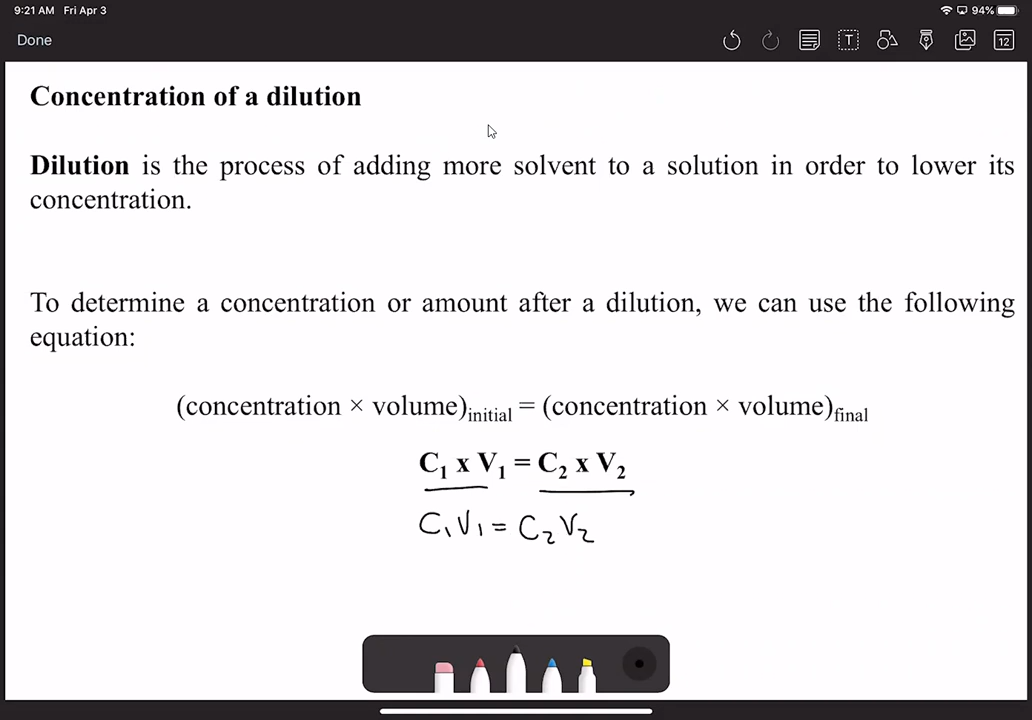 9:21 AM Fri Apr 3 94%
Done 12
Concentration of a dilution
Dilution is the process of adding more solvent to a solution in order to lower its
concentration.
To determine a concentration or amount after a dilution, we can use the following
equation:
(concentration × volume)initial = (concentration × volume)final
C₁ x V₁ = C₂ x V₂
C₁V₁ = C₂V₂